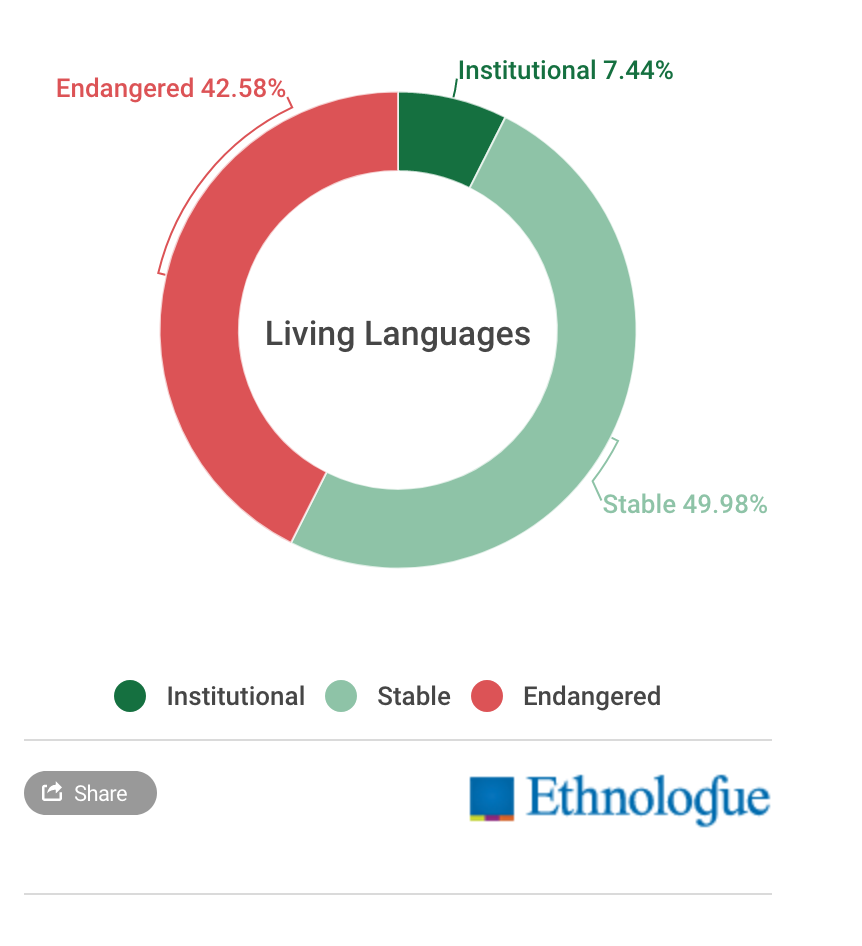 Institutional 7.44%
Endangered 42.58%
Living Languages
Stable 49.98%
Institutional Stable Endangered
Share
Ethnologue